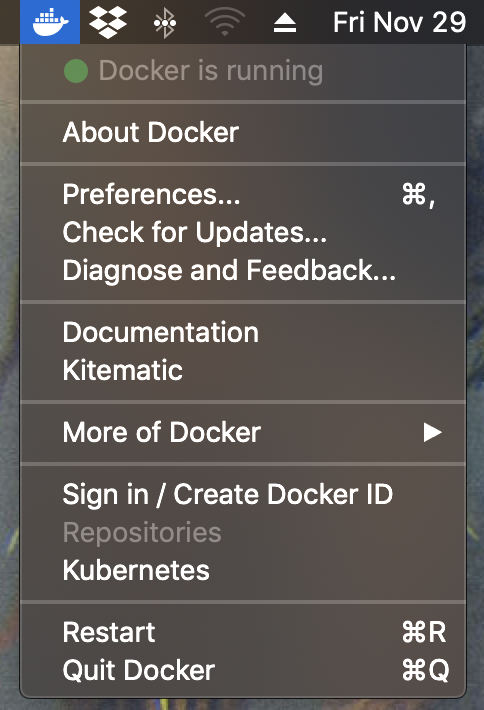 Fri Nov 29
Docker is running
About Docker
Preferences... ⌘,
Check for Updates...
Diagnose and Feedback...
Documentation
Kitematic
More of Docker ▶
Sign in / Create Docker ID
Repositories
Kubernetes
Restart ⌘R
Quit Docker ⌘Q